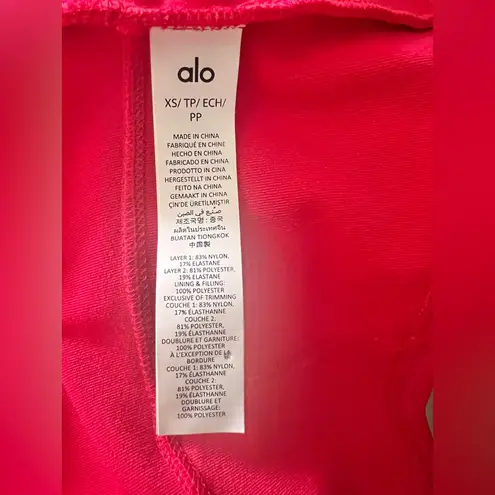 alo
XS/ TP/ ECH/
PP
MADE IN CHINA
FABRIQUÉ EN CHINE
HECHO EN CHINA
FABRICADO EN CHINA
PRODOTTO IN CINA
HERGESTELLT IN CHINA
FEITO NA CHINA
GEMAAKT IN CHINA
ÇIN'DE ÜRETILMIŞTIR
صنع في الصين
제조국명 : 중국
ผลิตในประเทศจีน
BUATAN TIONGKOK
中国製
LAYER 1: 83% NYLON,
17% ELASTANE
LAYER 2: 81% POLYESTER,
19% ELASTANE
LINING & FILLING:
100% POLYESTER
EXCLUSIVE OF TRIMMING
COUCHE 1: 83% NYLON,
17% ÉLASTHANNE
COUCHE 2:
81% POLYESTER,
19% ÉLASTHANNE
DOUBLURE ET GARNITURE:
100% POLYESTER
À L'EXCEPTION DE LA
BORDURE
COUCHE 1: 83% NYLON,
17% ÉLASTHANNE
COUCHE 2:
81% POLYESTER,
19% ÉLASTHANNE
DOUBLURE ET
GARNISSAGE:
100% POLYESTER